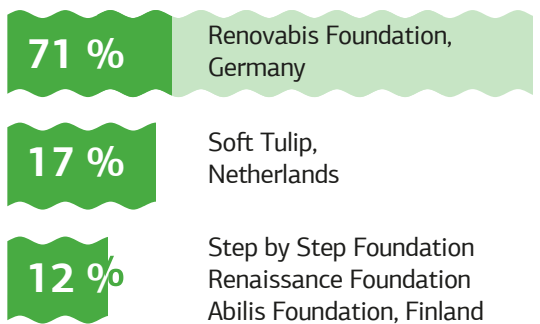 71 %
Renovabis Foundation,
Germany
17 %
Soft Tulip,
Netherlands
12 %
Step by Step Foundation
Renaissance Foundation
Abilis Foundation, Finland